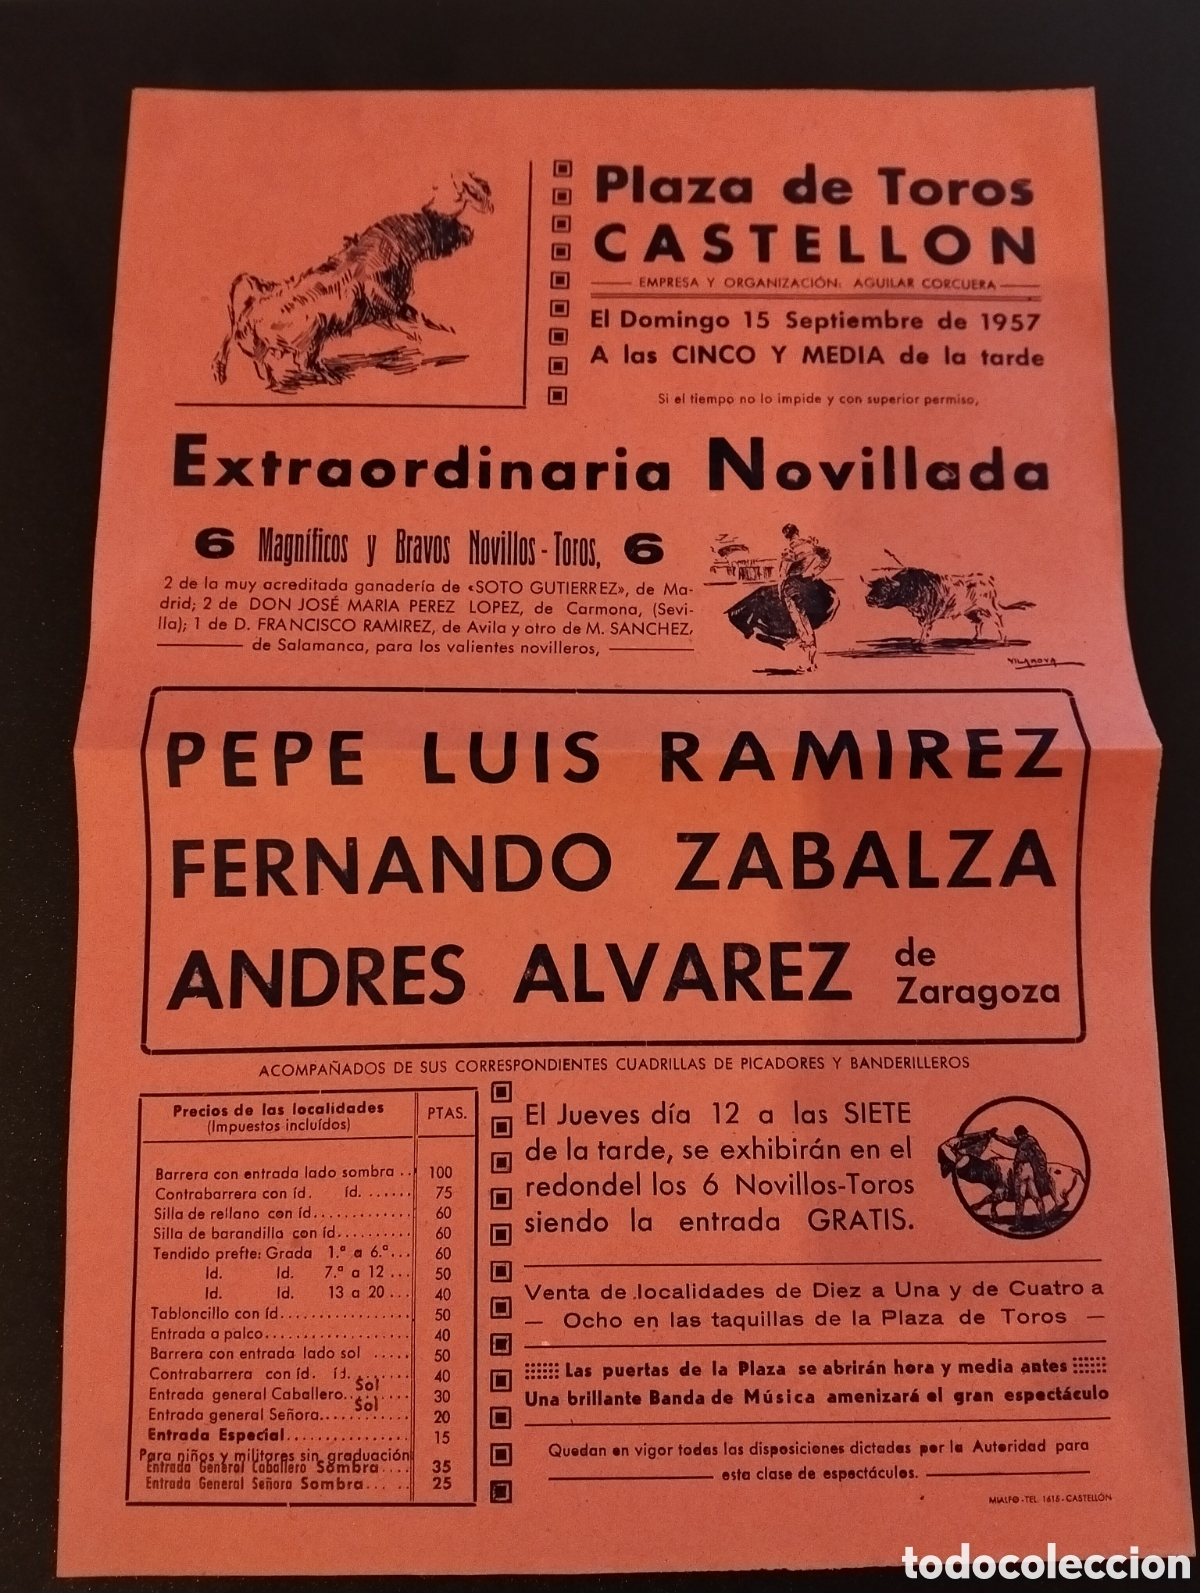 Plaza de Toros
CASTELLON
EMPRESA Y ORGANIZACIÓN: AGUILAR CORCUERA
El Domingo 15 Septiembre de 1957
A las CINCO Y MEDIA de la tarde
Si el tiempo no lo impide y con superior permiso,
Extraordinaria Novillada
6 Magníficos y Bravos Novillos-Toros, 6
2 de la muy acreditada ganadería de «SOTO GUTIERREZ», de Ma-
drid; 2 de DON JOSÉ MARIA PEREZ LOPEZ, de Carmona, (Sevi-
lla); 1 de D. FRANCISCO RAMIREZ, de Avila y otro de M. SANCHEZ,
de Salamanca, para los valientes novilleros,
VILANOVA
PEPE LUIS RAMIREZ
FERNANDO ZABALZA
ANDRES ALVAREZ de Zaragoza
ACOMPAÑADOS DE SUS CORRESPONDIENTES CUADRILLAS DE PICADORES Y BANDERILLEROS
Precios de las localidades PTAS.
(Impuestos incluídos)
Barrera con entrada lado sombra .. 100
Contrabarrera con íd. íd. ...... 75
Silla de rellano con íd............. 60
Silla de barandilla con íd.......... 60
Tendido prefte: Grada 1.ª a 6.ª... 60
Id. Id. 7.ª a 12 ... 50
Id. Id. 13 a 20 ... 40
Tabloncillo con íd................. 50
Entrada a palco................... 40
Barrera con entrada lado sol ..... 50
Contrabarrera con íd. íd. ........ 40
Entrada general Caballero Sol 30
Entrada general Señora Sol 20
Entrada Especial................ 15
Para niños y militares sin graduación
Entrada General Caballero Sombra.... 35
Entrada General Señora Sombra.... 25
El Jueves día 12 a las SIETE
de la tarde, se exhibirán en el
redondel los 6 Novillos-Toros
siendo la entrada GRATIS.
Venta de localidades de Diez a Una y de Cuatro a
— Ocho en las taquillas de la Plaza de Toros —
Las puertas de la Plaza se abrirán hora y media antes
Una brillante Banda de Música amenizará el gran espectáculo
Quedan en vigor todas las disposiciones dictadas por la Autoridad para
esta clase de espectáculos.
MIALFO-TEL. 1615-CASTELLÓN
todocoleccion